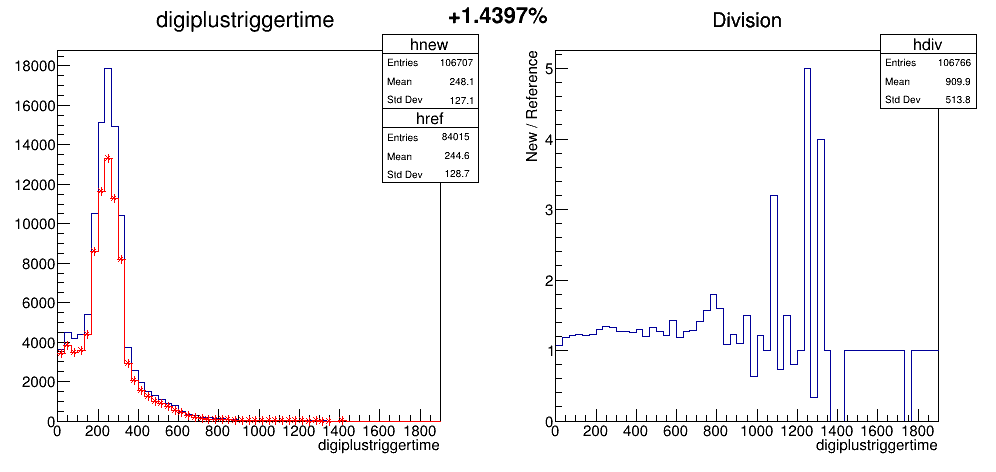 digiplustriggertime
+1.4397%
Division
hnew
Entries 106707
Mean 248.1
Std Dev 127.1
href
Entries 84015
Mean 244.6
Std Dev 128.7
18000
16000
14000
12000
10000
8000
6000
4000
2000
0
0 200 400 600 800 1000 1200 1400 1600 1800
digiplustriggertime
hdiv
Entries 106766
Mean 909.9
Std Dev 513.8
New / Reference
5
4
3
2
1
0
0 200 400 600 800 1000 1200 1400 1600 1800
digiplustriggertime